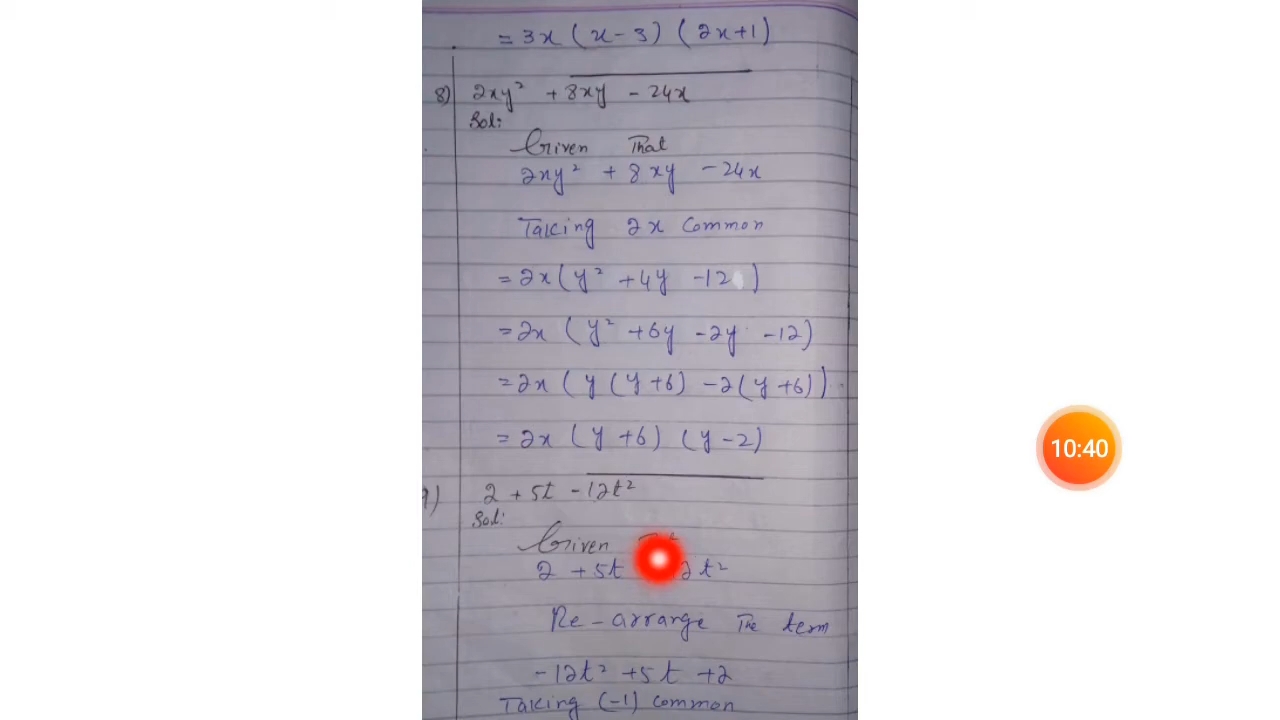 = 3x (x-3) (2x+1)
8) 2xy² + 8xy - 24x
Sol:
Given That
2xy² + 8xy - 24x
Taking 2x Common
= 2x (y² + 4y - 12)
= 2x (y² + 6y - 2y - 12)
= 2x (y (y+6) - 2(y+6))
= 2x (y+6) (y-2)
9) 2 + 5t - 12t²
Sol:
Given
2 + 5t 2t²
Re-arrange The term
-12t² + 5t + 2
Taking (-1) common
10:40